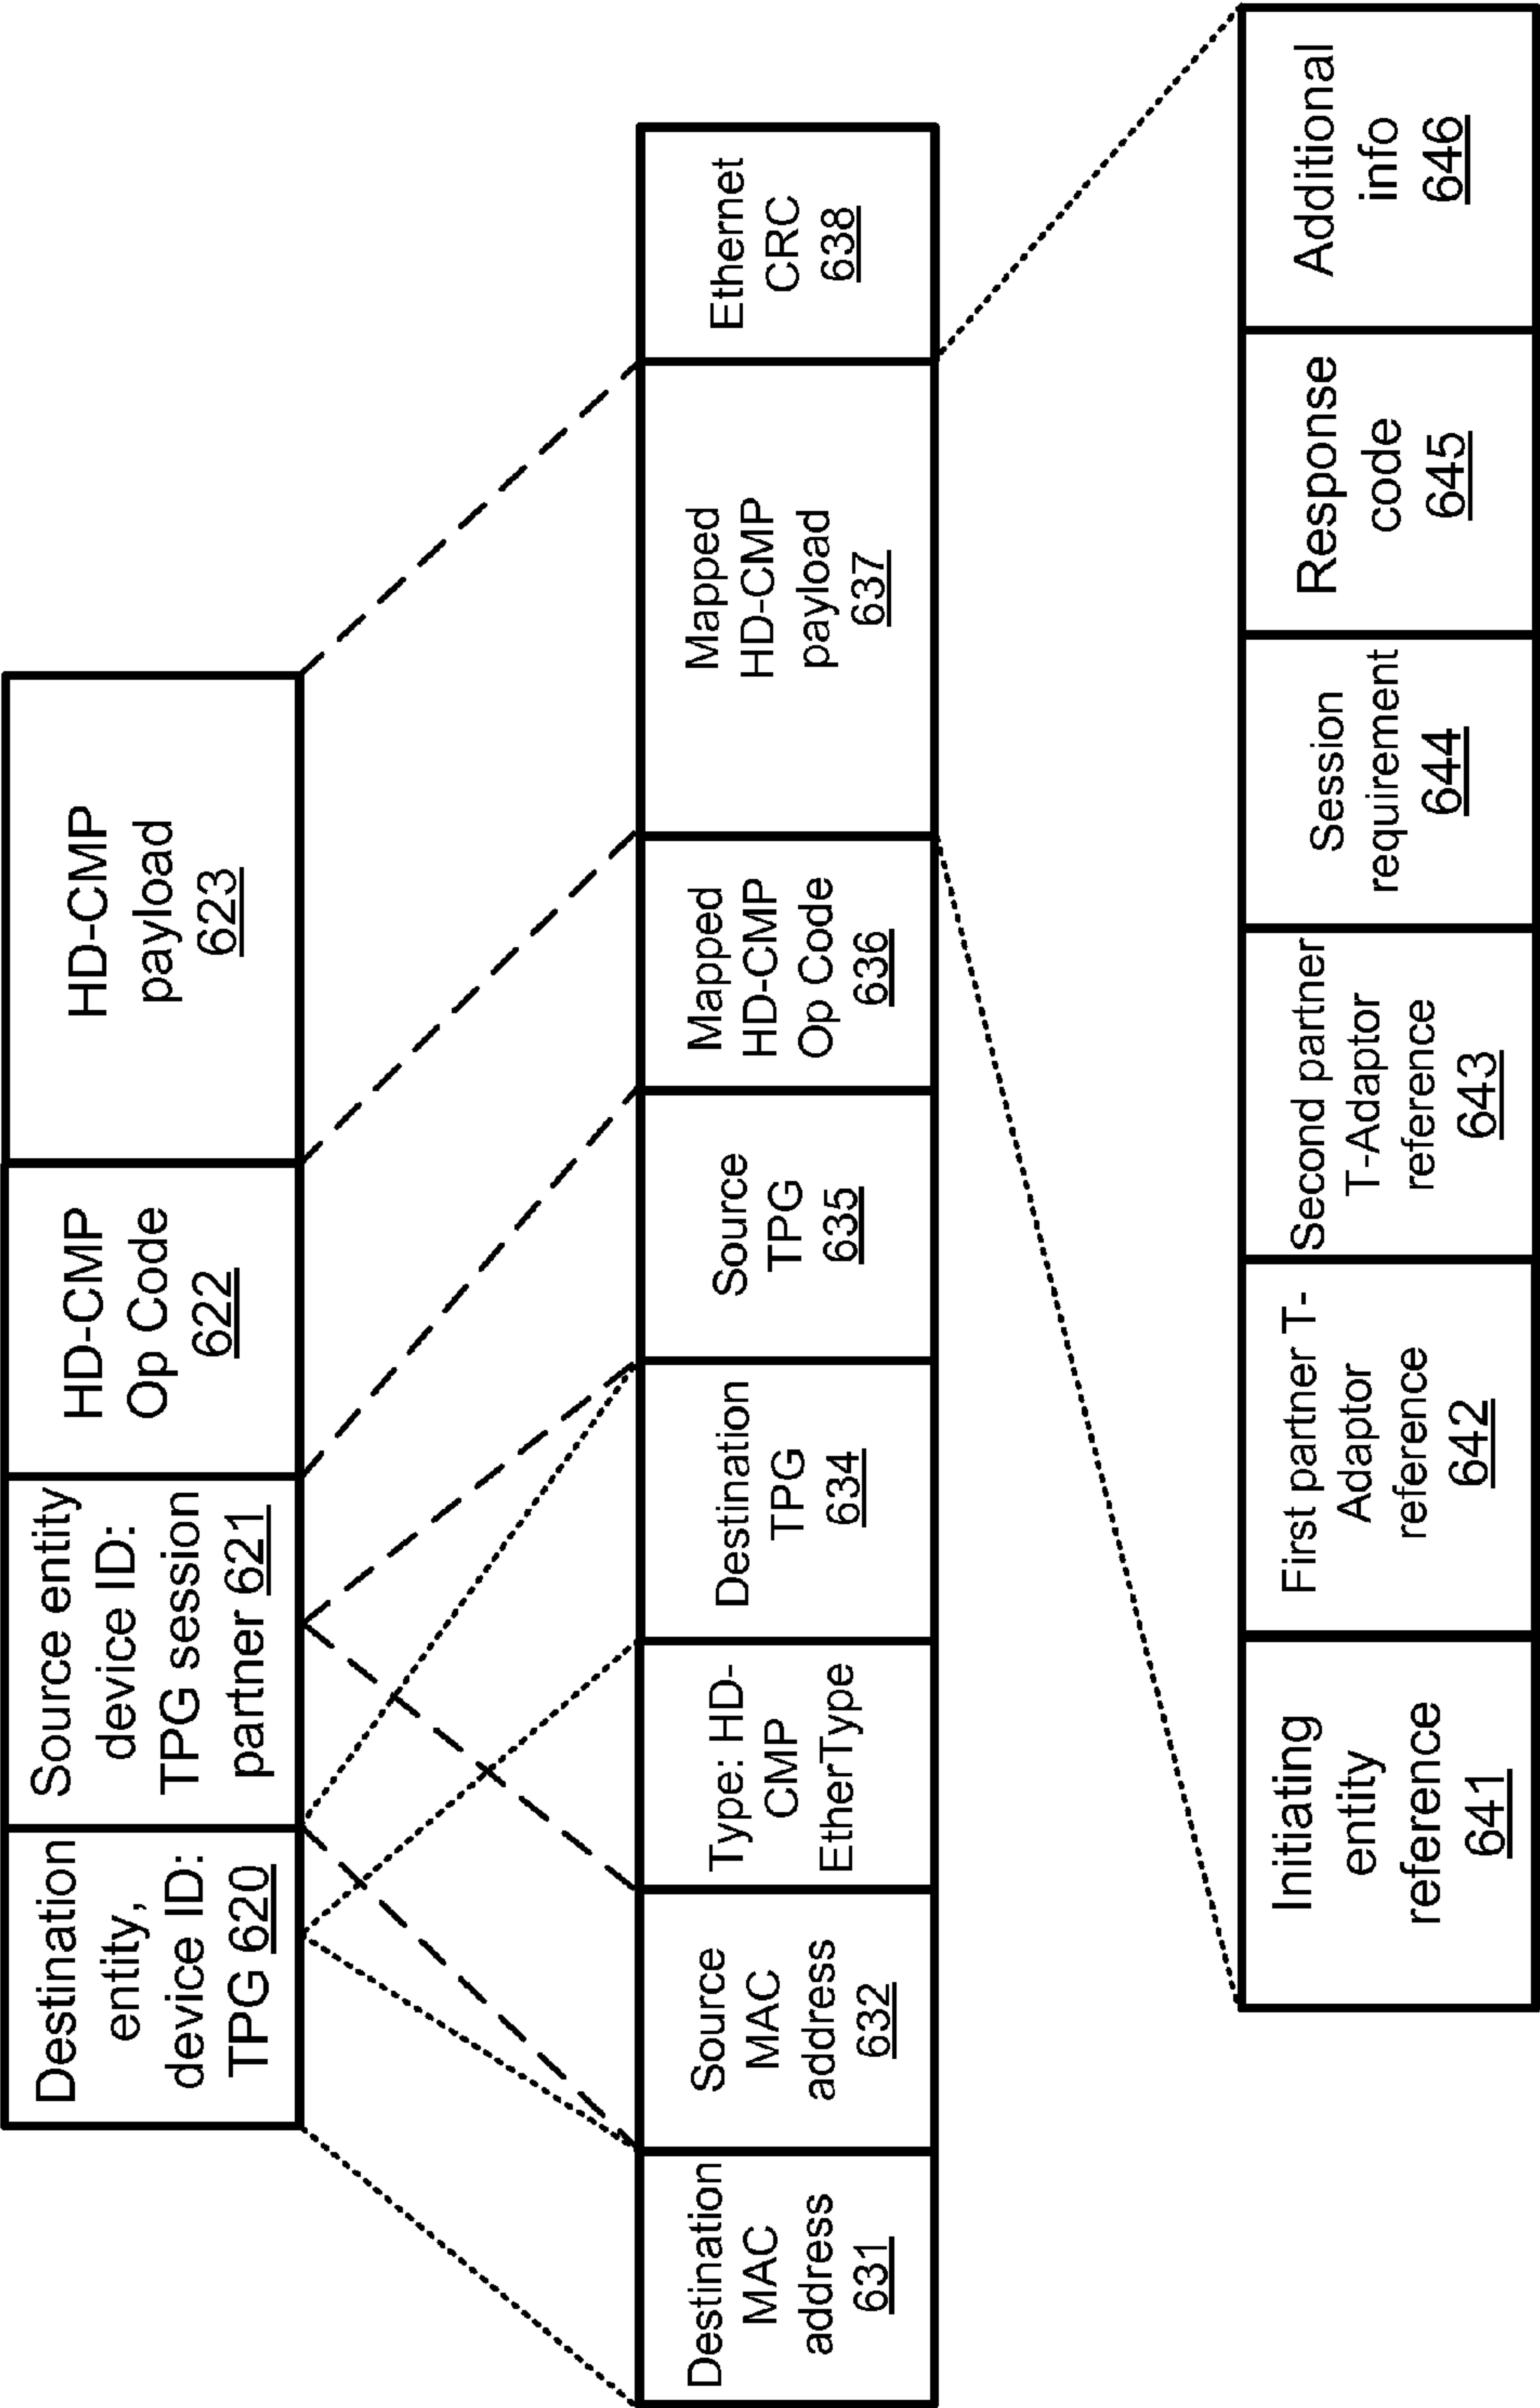 Destination
entity,
device ID:
TPG 620
Source entity
device ID:
TPG session
partner 621
HD-CMP
Op Code
622
HD-CMP
payload
623
Destination
MAC
address
631
Source
MAC
address
632
Type: HD-
CMP
EtherType
Destination
TPG
634
Source
TPG
635
Mapped
HD-CMP
Op Code
636
Mapped
HD-CMP
payload
637
Ethernet
CRC
638
Initiating
entity
reference
641
First partner T-
Adaptor
reference
642
Second partner
T-Adaptor
reference
643
Session
requirement
644
Response
code
645
Additional
info
646